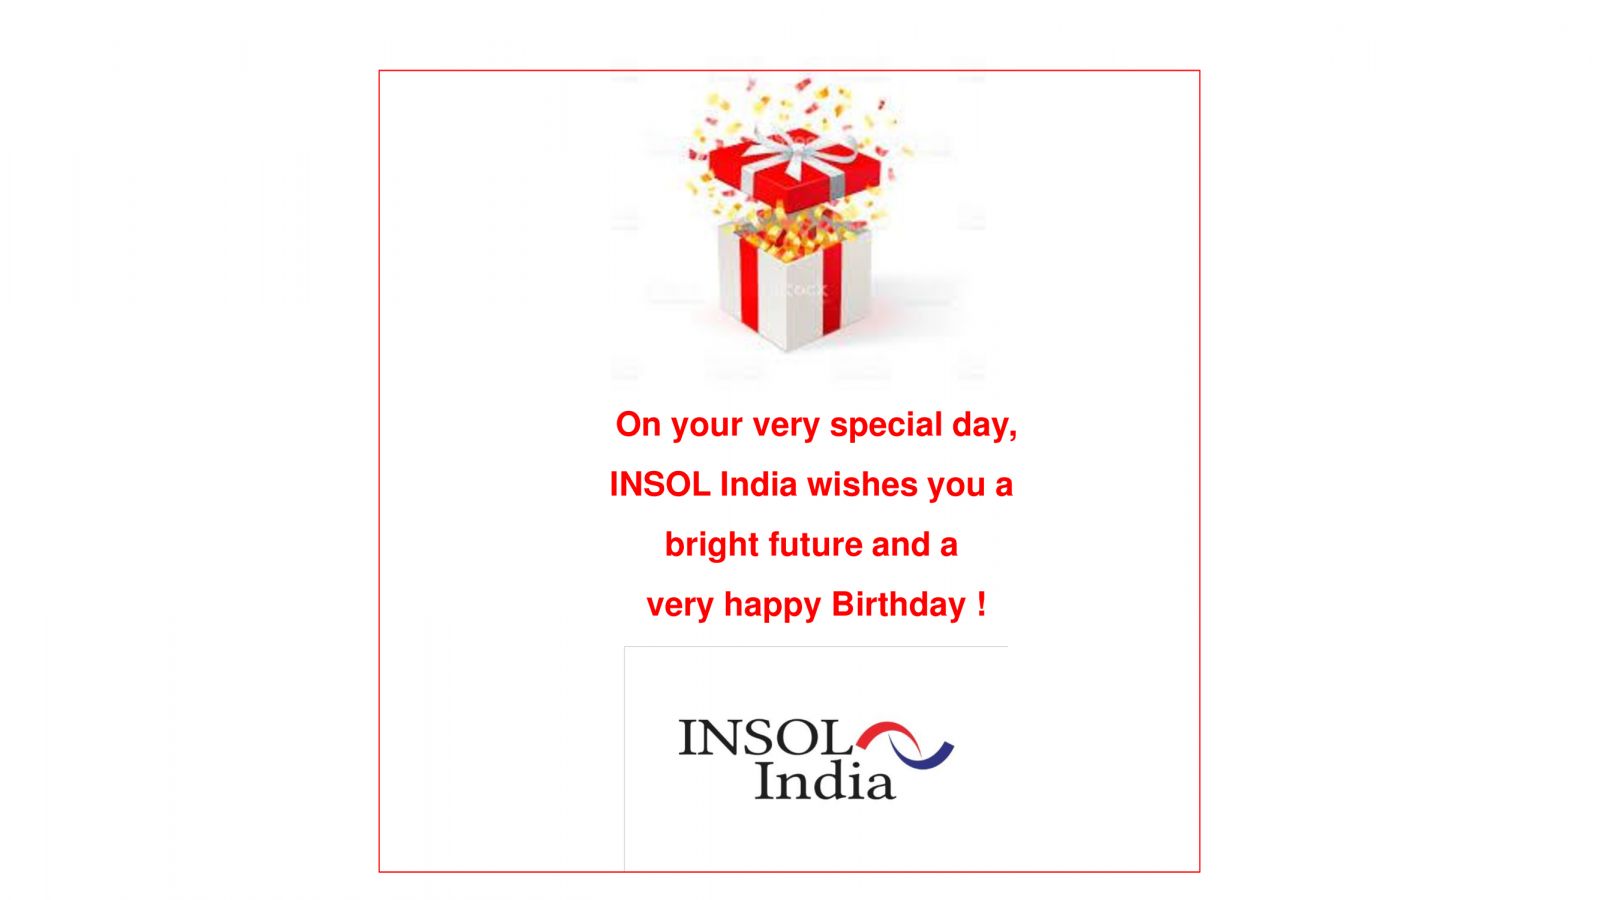 On your very special day,
INSOL India wishes you a
bright future and a
very happy Birthday !
INSOL
India